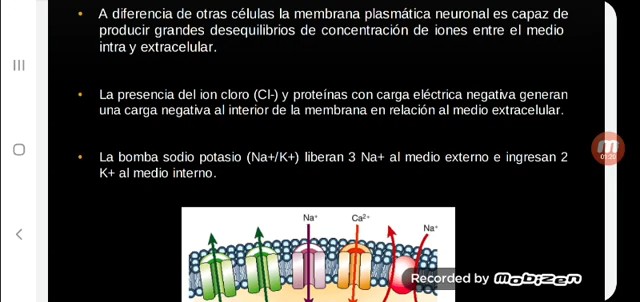 • A diferencia de otras células la membrana plasmática neuronal es capaz de
producir grandes desequilibrios de concentración de iones entre el medio
intra y extracelular.
• La presencia del ion cloro (Cl-) y proteínas con carga eléctrica negativa generan
una carga negativa al interior de la membrana en relación al medio extracelular.
• La bomba sodio potasio (Na+/K+) liberan 3 Na+ al medio externo e ingresan 2
K+ al medio interno.
Na⁺ Ca²⁺ Na⁺
01:20
Recorded by mobizen